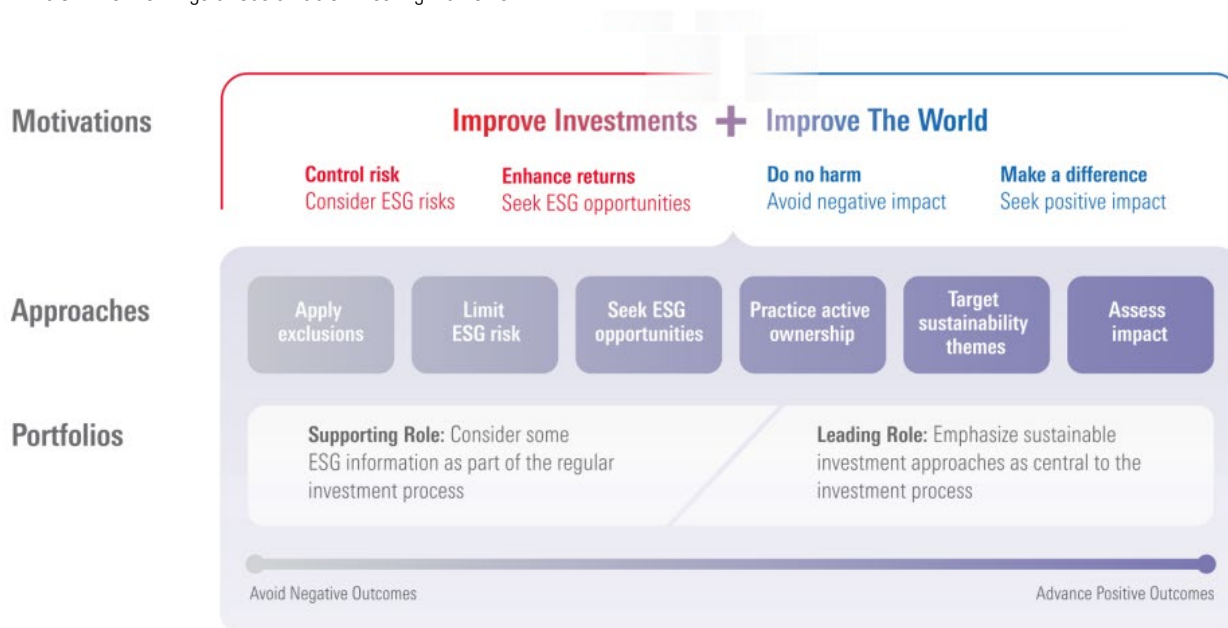 Motivations
Improve Investments + Improve The World
Control risk
Consider ESG risks
Enhance returns
Seek ESG opportunities
Do no harm
Avoid negative impact
Make a difference
Seek positive impact
Approaches
Apply
exclusions
Limit
ESG risk
Seek ESG
opportunities
Practice active
ownership
Target
sustainability
themes
Assess
impact
Portfolios
Supporting Role: Consider some
ESG information as part of the regular
investment process
Leading Role: Emphasize sustainable
investment approaches as central to the
investment process
Avoid Negative Outcomes
Advance Positive Outcomes